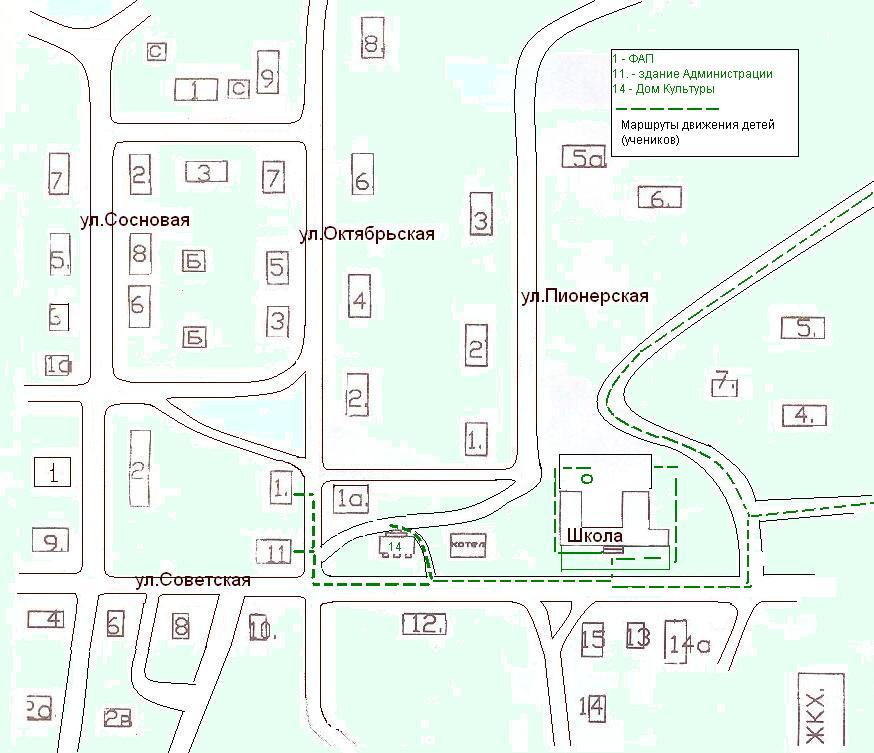 8.
С
9
1
С
1 - ФАП
11. - здание Администрации
14 - Дом Культуры
Маршруты движения детей
(учеников)
5а
7
2.
3
7
6.
6.
3
ул.Сосновая
ул.Октябрьская
5.
8
Б
5
6
4
ул.Пионерская
3
Б
2
5.
1а
7.
2.
4.
1.
1
2
1.
1а
9.
11
14
котел
Школа
ул.Советская
4
6
8
10.
12.
15
13
14а
2а
2в
14
ЖКХ.